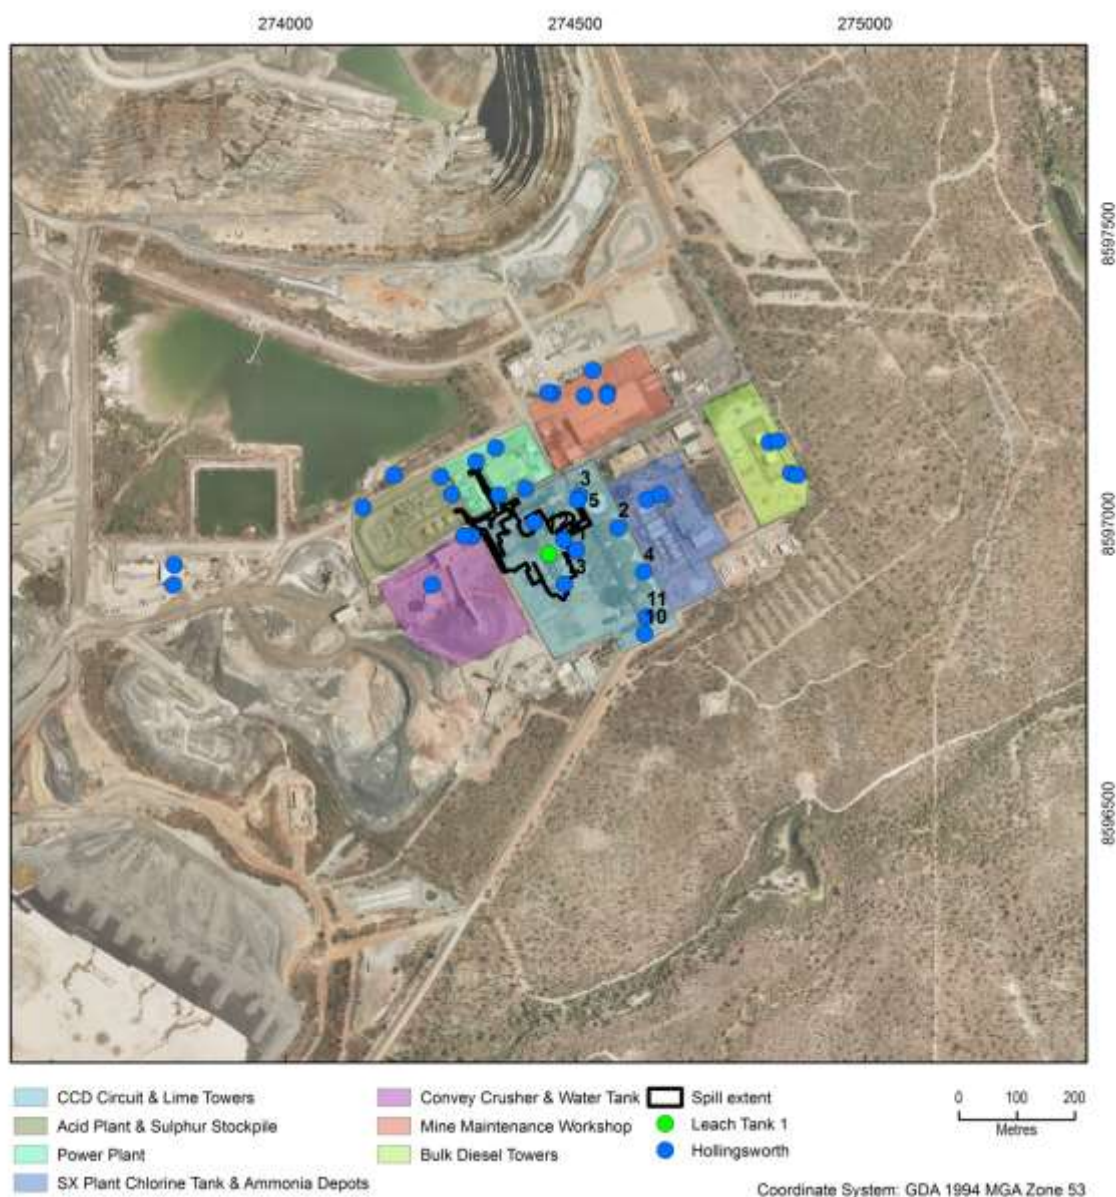 274000 274500 275000
8597500
8597000
8596500
3
5
2
1
3
4
11
10
CCD Circuit & Lime Towers
Acid Plant & Sulphur Stockpile
Power Plant
SX Plant Chlorine Tank & Ammonia Depots
Convey Crusher & Water Tank
Mine Maintenance Workshop
Bulk Diesel Towers
Spill extent
Leach Tank 1
Hollingsworth
0 100 200
Metres
Coordinate System: GDA 1994 MGA Zone 53